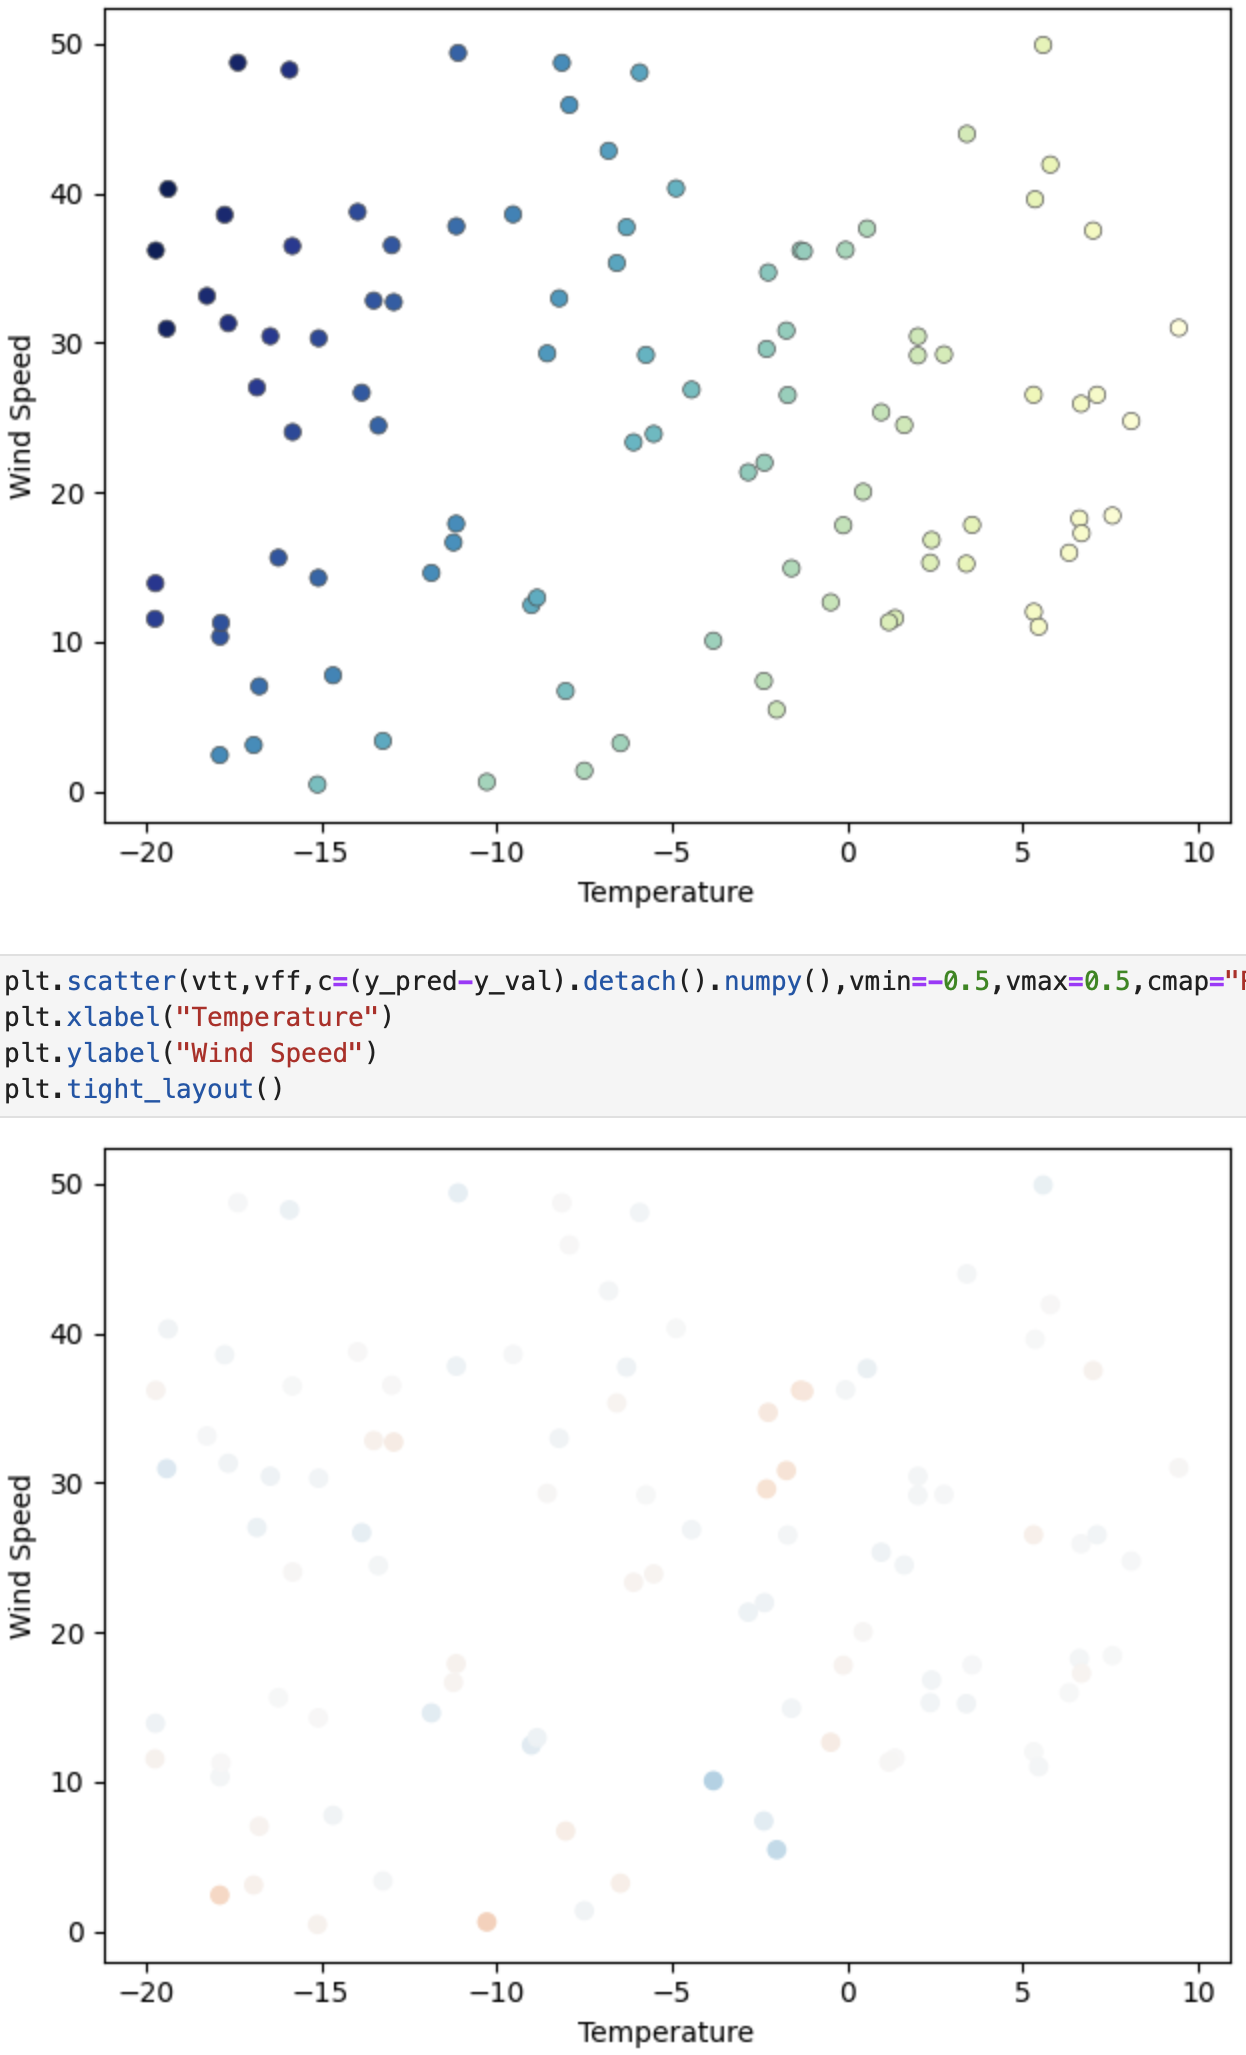 50
40
30
20
10
0
Wind Speed
−20 −15 −10 −5 0 5 10
Temperature
plt.scatter(vtt,vff,c=(y_pred-y_val).detach().numpy(),vmin=-0.5,vmax=0.5,cmap="
plt.xlabel("Temperature")
plt.ylabel("Wind Speed")
plt.tight_layout()
50
40
30
20
10
0
Wind Speed
−20 −15 −10 −5 0 5 10
Temperature